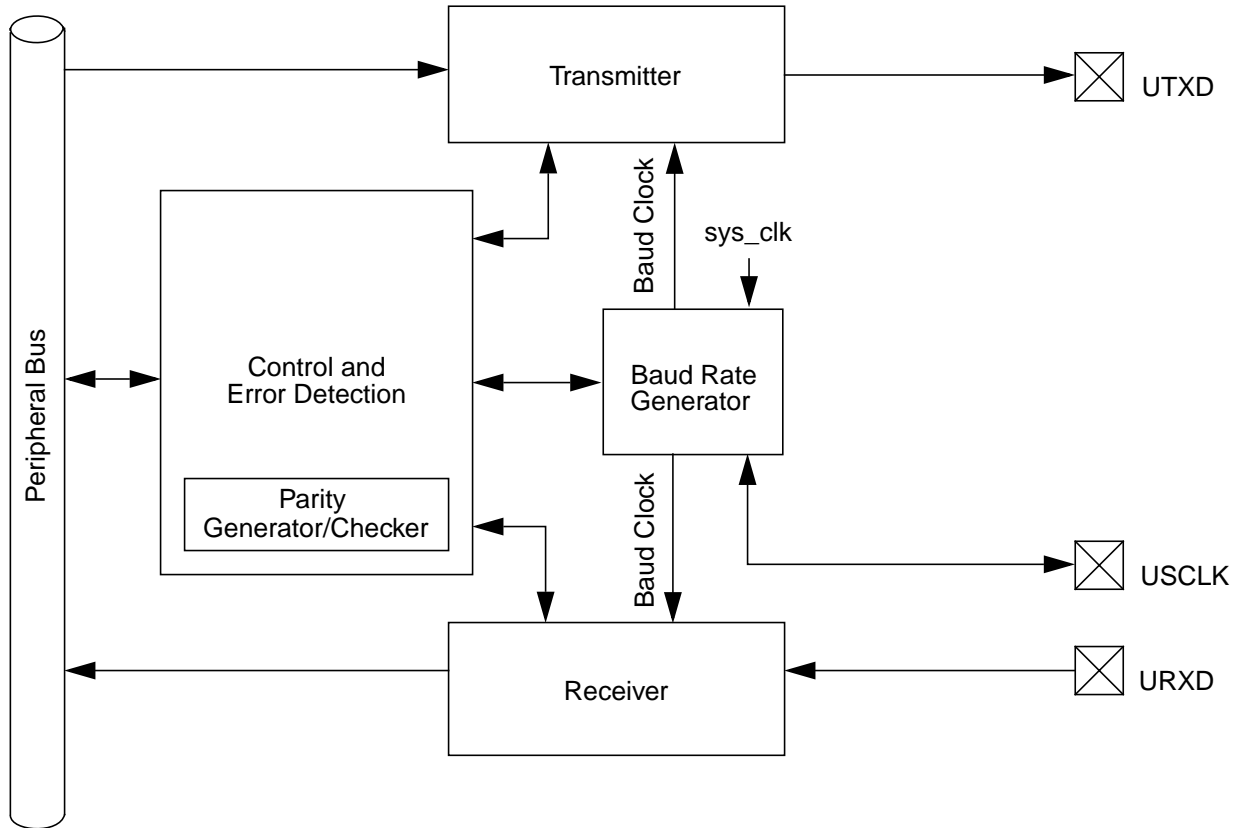 Transmitter
UTXD
Baud Clock
sys_clk
Peripheral Bus
Control and
Error Detection
Baud Rate
Generator
Parity
Generator/Checker
Baud Clock
USCLK
Receiver
URXD